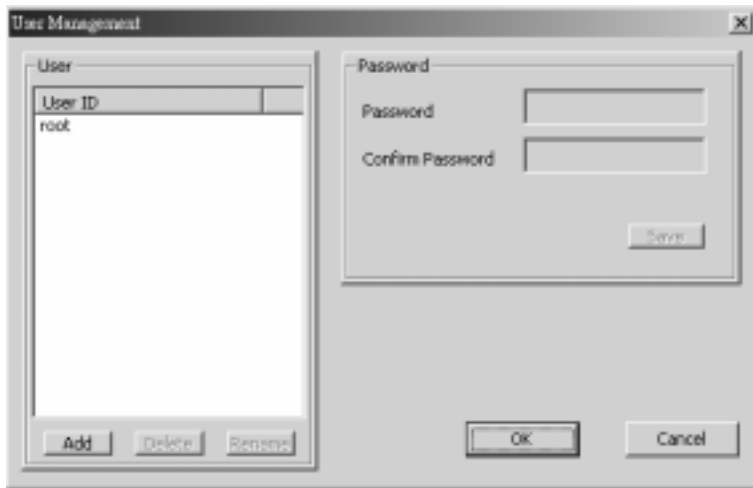 User Management
User
User ID
root
Add Delete Rename
Password
Password
Confirm Password
Save
OK Cancel